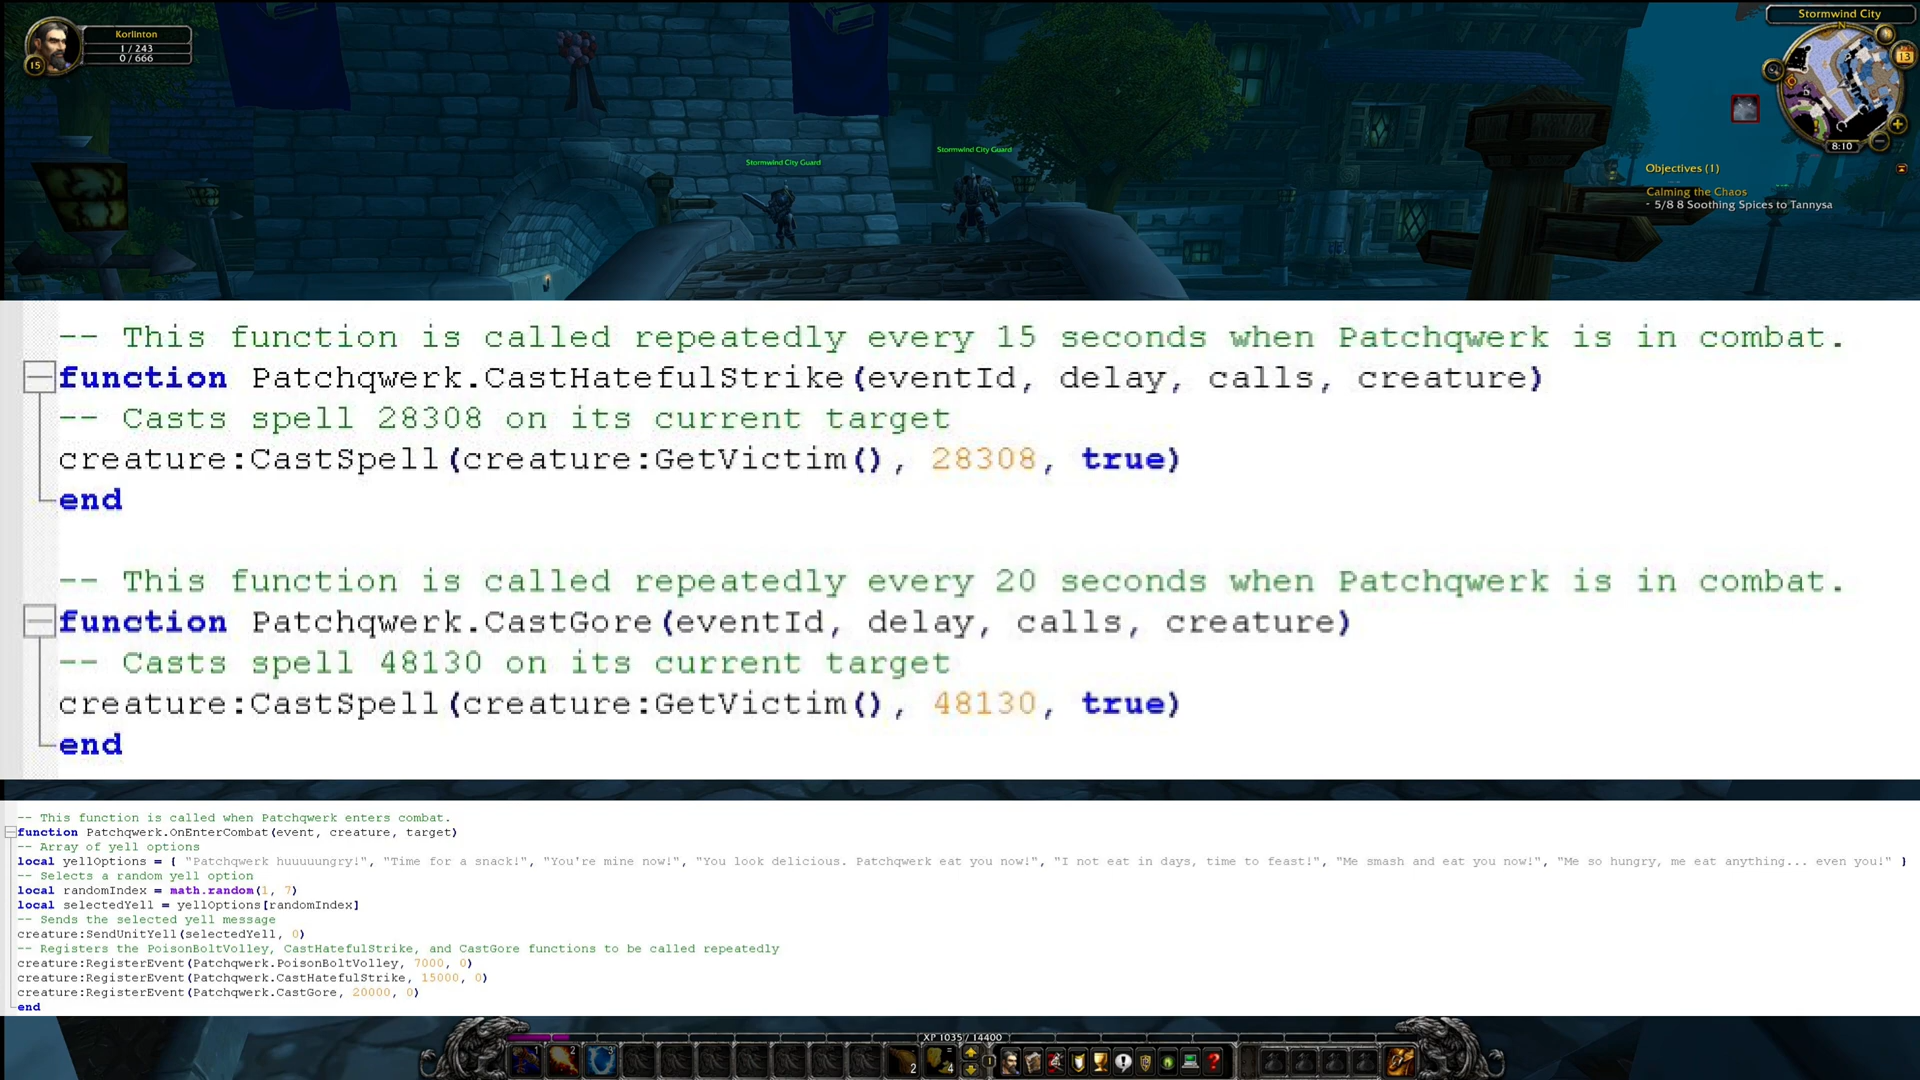 Korlinton
1 / 243
0 / 666
15
Stormwind City
N
13
8:10
Stormwind City Guard
Stormwind City Guard
Objectives (1)
Calming the Chaos
- 5/8 8 Soothing Spices to Tannysa
-- This function is called repeatedly every 15 seconds when Patchqwerk is in combat.
function Patchqwerk.CastHatefulStrike(eventId, delay, calls, creature)
-- Casts spell 28308 on its current target
creature:CastSpell(creature:GetVictim(), 28308, true)
end
-- This function is called repeatedly every 20 seconds when Patchqwerk is in combat.
function Patchqwerk.CastGore(eventId, delay, calls, creature)
-- Casts spell 48130 on its current target
creature:CastSpell(creature:GetVictim(), 48130, true)
end
-- This function is called when Patchqwerk enters combat.
function Patchqwerk.OnEnterCombat(event, creature, target)
-- Array of yell options
local yellOptions = { "Patchqwerk huuuuungry!", "Time for a snack!", "You're mine now!", "You look delicious. Patchqwerk eat you now!", "I not eat in days, time to feast!", "Me smash and eat you now!", "Me so hungry, me eat anything... even you!" }
-- Selects a random yell option
local randomIndex = math.random(1, 7)
local selectedYell = yellOptions[randomIndex]
-- Sends the selected yell message
creature:SendUnitYell(selectedYell, 0)
-- Registers the PoisonBoltVolley, CastHatefulStrike, and CastGore functions to be called repeatedly
creature:RegisterEvent(Patchqwerk.PoisonBoltVolley, 7000, 0)
creature:RegisterEvent(Patchqwerk.CastHatefulStrike, 15000, 0)
creature:RegisterEvent(Patchqwerk.CastGore, 20000, 0)
end
XP 1035 / 14400
2 3 = 1
2 4